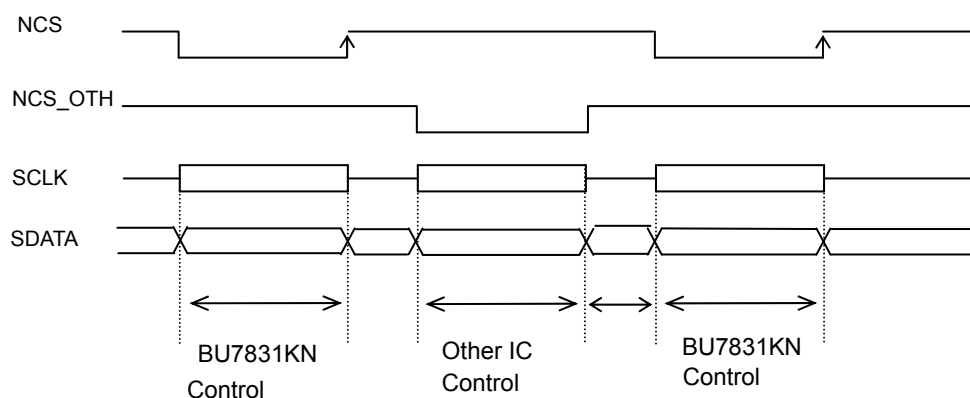 NCS
NCS_OTH
SCLK
SDATA
BU7831KN
Control
Other IC
Control
BU7831KN
Control